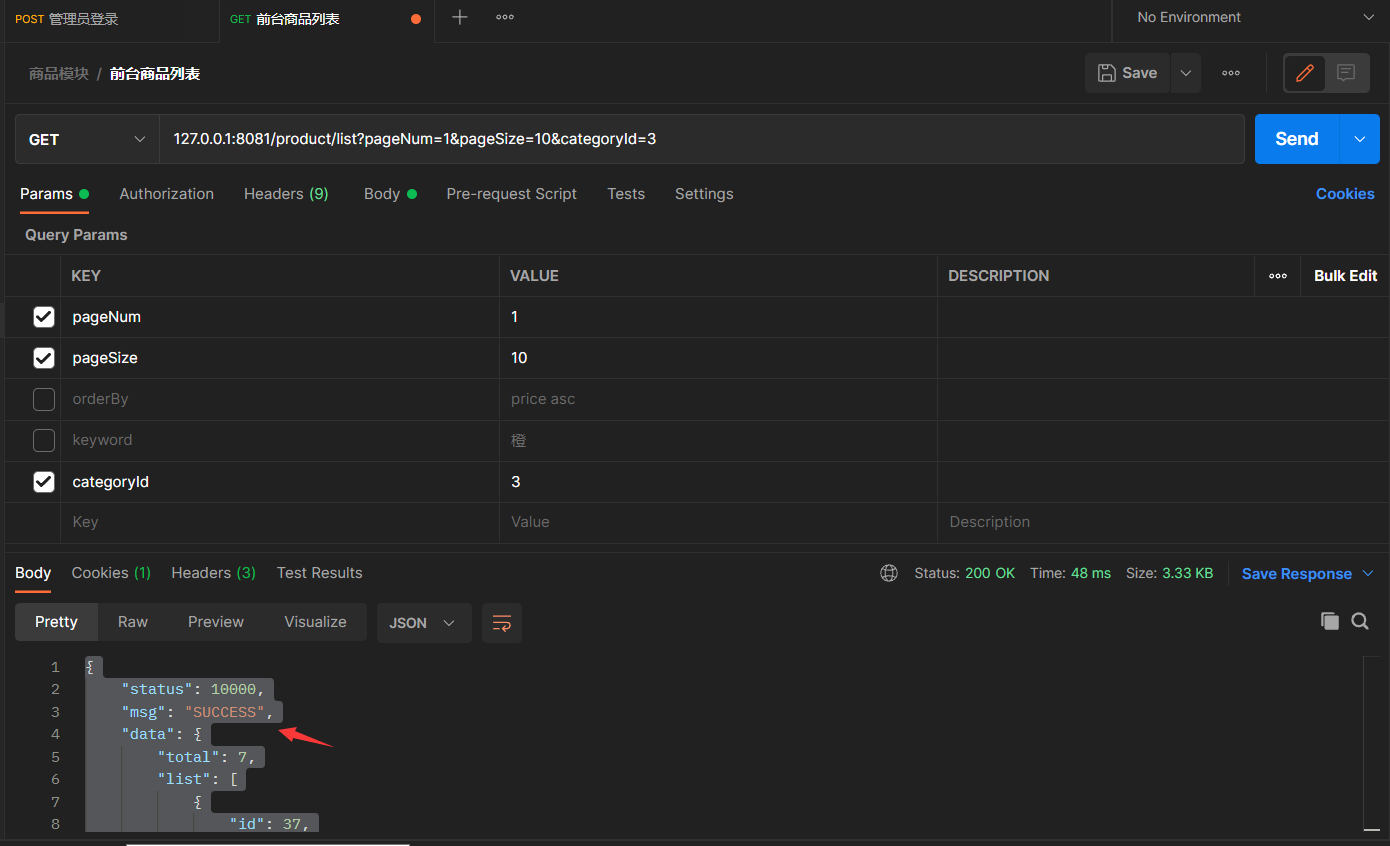 POST 管理员登录
GET 前台商品列表
No Environment
商品模块 / 前台商品列表
Save
GET
127.0.0.1:8081/product/list?pageNum=1&pageSize=10&categoryId=3
Send
Params Authorization Headers (9) Body Pre-request Script Tests Settings Cookies
Query Params
KEY VALUE DESCRIPTION Bulk Edit
pageNum 1
pageSize 10
orderBy price asc
keyword 橙
categoryId 3
Key Value Description
Body Cookies (1) Headers (3) Test Results Status: 200 OK Time: 48 ms Size: 3.33 KB Save Response
Pretty Raw Preview Visualize JSON
1 {
2 "status": 10000,
3 "msg": "SUCCESS",
4 "data": {
5 "total": 7,
6 "list": [
7 {
8 "id": 37,